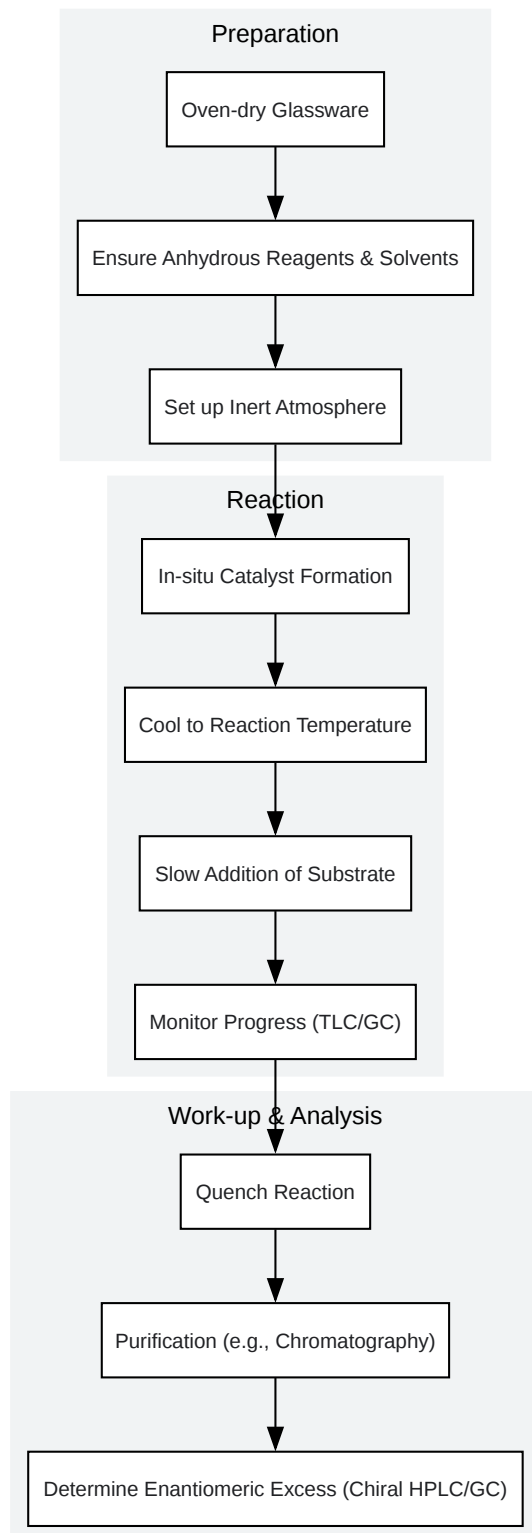 Preparation
Oven-dry Glassware
Ensure Anhydrous Reagents & Solvents
Set up Inert Atmosphere
Reaction
In-situ Catalyst Formation
Cool to Reaction Temperature
Slow Addition of Substrate
Monitor Progress (TLC/GC)
Work-up & Analysis
Quench Reaction
Purification (e.g., Chromatography)
Determine Enantiomeric Excess (Chiral HPLC/GC)